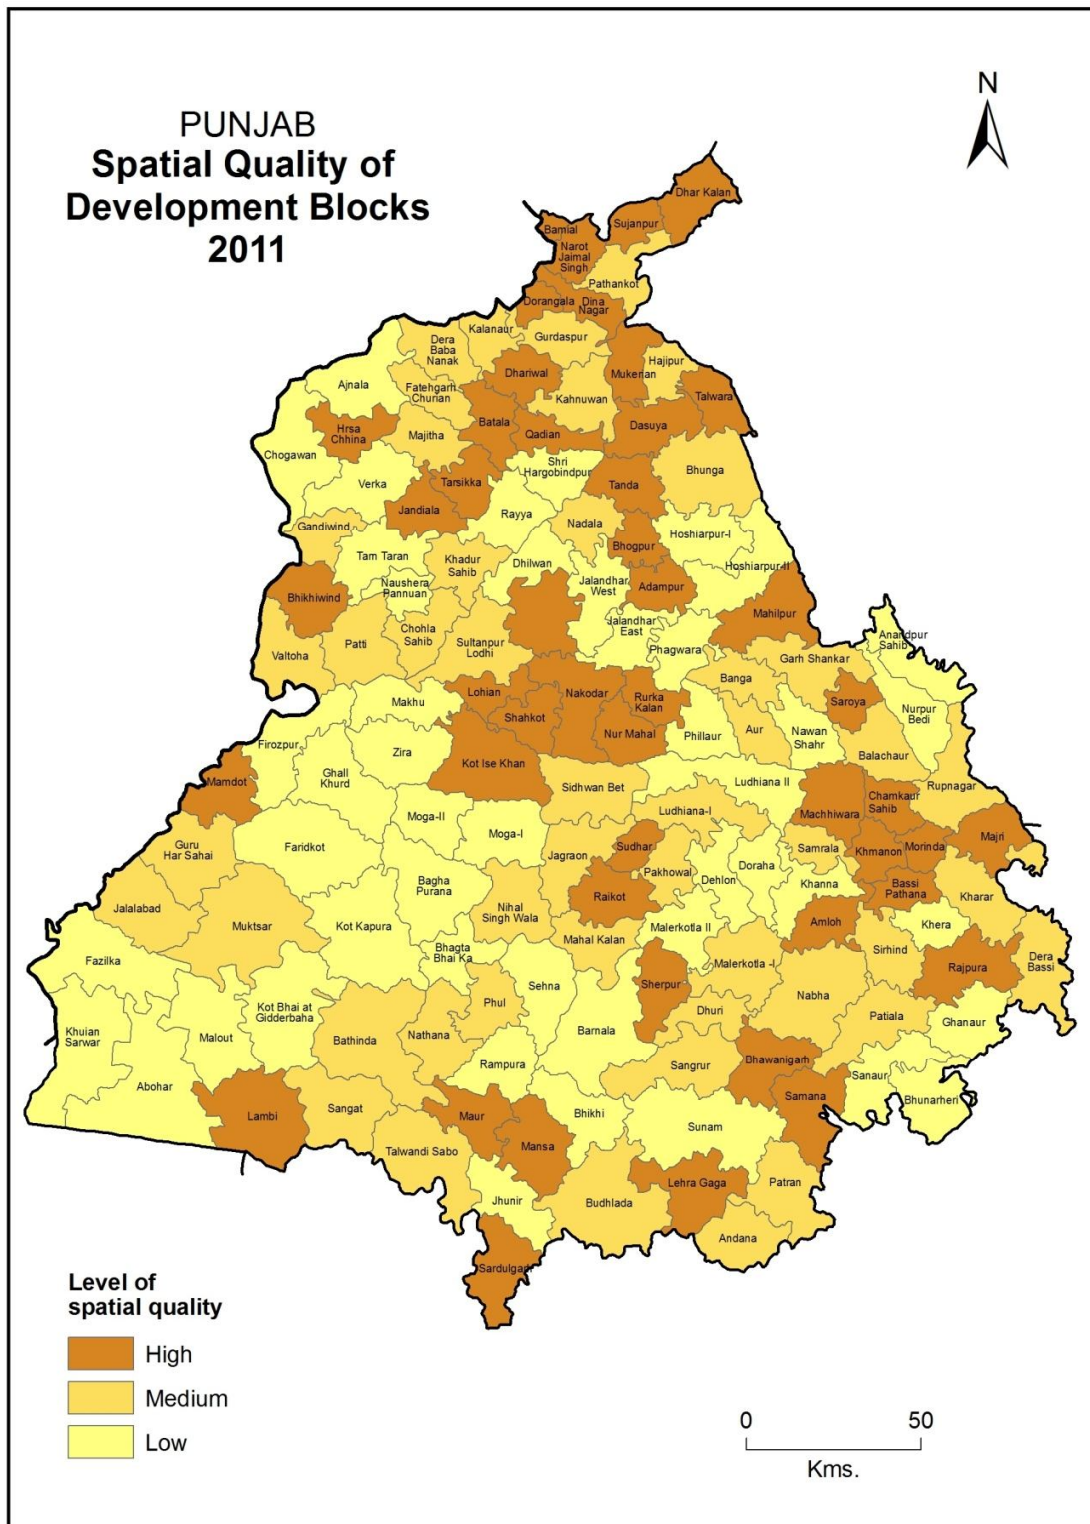 N
PUNJAB
Spatial Quality of
Development Blocks
2011
Dhar Kalan
Sujanpur
Bamial
Narot
Jaimal
Singh
Pathankot
Dorangala
Dina
Nagar
Kalanaur
Gurdaspur
Dera
Baba
Nanak
Hajipur
Mukerian
Dhariwal
Ajnala
Fatehgarh
Churian
Kahnuwan
Talwara
Batala
Dasuya
Hrsa
Chhina
Majitha
Qadian
Chogawan
Shri
Hargobindpur
Bhunga
Verka
Tarsikka
Tanda
Jandiala
Rayya
Gandiwind
Nadala
Hoshiarpur-I
Bhogpur
Tarn Taran
Khadur
Sahib
Dhilwan
Hoshiarpur-II
Naushera
Pannuan
Jalandhar
West
Adampur
Bhikhiwind
Mahilpur
Jalandhar
East
Chohla
Sahib
Anandpur
Sahib
Patti
Sultanpur
Lodhi
Phagwara
Valtoha
Garh Shankar
Banga
Lohian
Nakodar
Rurka
Kalan
Saroya
Makhu
Nurpur
Bedi
Shahkot
Aur
Nawan
Shahr
Nur Mahal
Phillaur
Firozpur
Zira
Balachaur
Kot Ise Khan
Ghall
Khurd
Mamdot
Ludhiana II
Rupnagar
Sidhwan Bet
Chamkaur
Sahib
Machhiwara
Ludhiana-I
Moga-II
Moga-I
Majri
Guru
Har Sahai
Faridkot
Sudhar
Samrala
Khmanon
Morinda
Jagraon
Doraha
Pakhowal
Dehlon
Bagha
Purana
Khanna
Bassi
Pathana
Raikot
Kharar
Jalalabad
Nihal
Singh Wala
Muktsar
Kot Kapura
Malerkotla II
Amloh
Khera
Mahal Kalan
Bhagta
Bhai Ka
Sirhind
Fazilka
Malerkotla -I
Rajpura
Dera
Bassi
Sehna
Sherpur
Nabha
Kot Bhai at
Gidderbaha
Phul
Dhuri
Patiala
Ghanaur
Khuian
Sarwar
Malout
Bathinda
Nathana
Barnala
Rampura
Sangrur
Bhawanigarh
Sanaur
Abohar
Samana
Bhunarheri
Lambi
Sangat
Maur
Bhikhi
Sunam
Mansa
Talwandi Sabo
Lehra Gaga
Patran
Jhunir
Budhlada
Andana
Sardulgarh
Level of
spatial quality
High
Medium
Low
0 50
Kms.